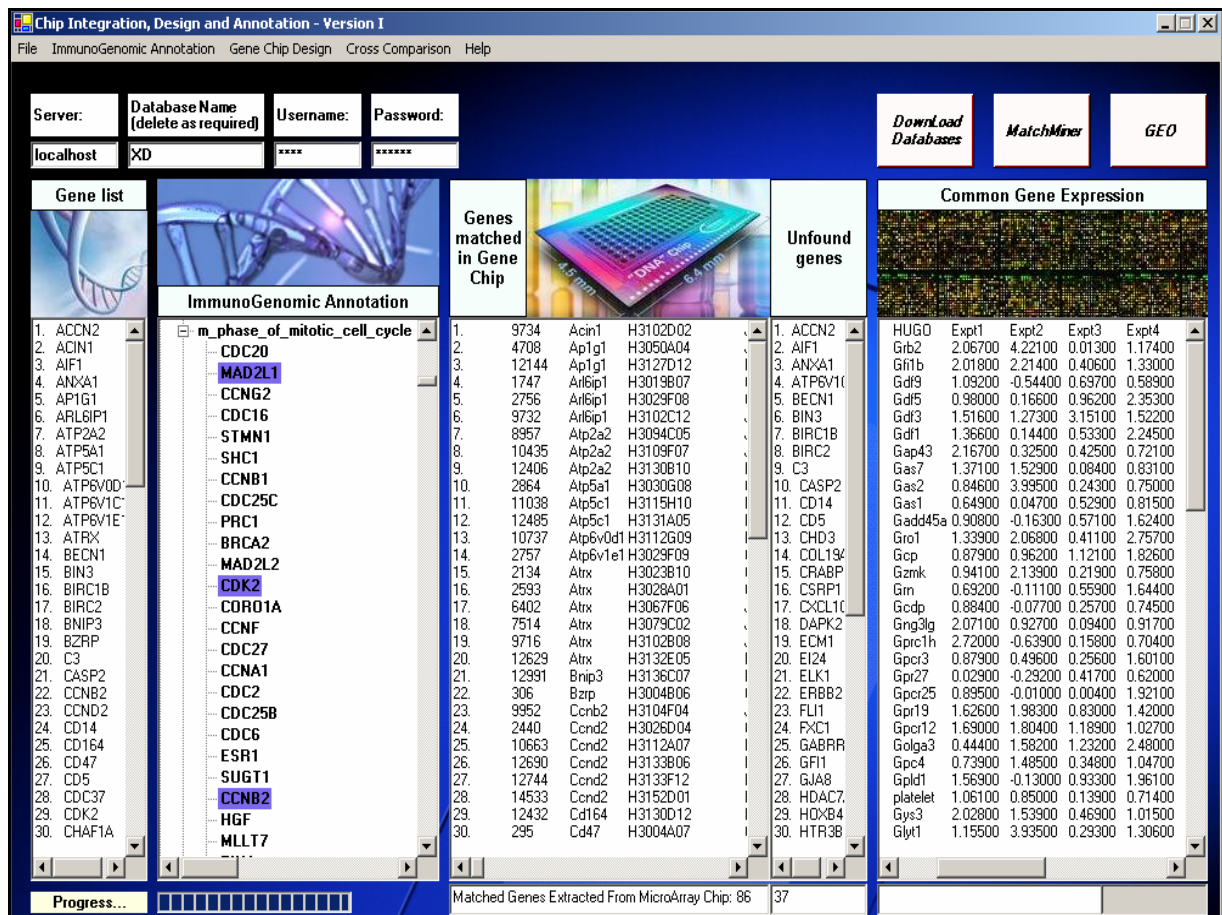 Chip Integration, Design and Annotation - Version I
File ImmunoGenomic Annotation Gene Chip Design Cross Comparison Help
Server:
Database Name
(delete as required)
Username:
Password:
localhost
XD
****
******
DownLoad
Databases
MatchMiner
GEO
Gene list
1. ACCN2
2. ACIN1
3. AIF1
4. ANXA1
5. AP1G1
6. ARL6IP1
7. ATP2A2
8. ATP5A1
9. ATP5C1
10. ATP6V0D
11. ATP6V1C
12. ATP6V1E
13. ATRX
14. BECN1
15. BIN3
16. BIRC1B
17. BIRC2
18. BNIP3
19. BZRP
20. C3
21. CASP2
22. CCNB2
23. CCND2
24. CD14
25. CD164
26. CD47
27. CD5
28. CDC37
29. CDK2
30. CHAF1A
ImmunoGenomic Annotation
m_phase_of_mitotic_cell_cycle
CDC20
MAD2L1
CCNG2
CDC16
STMN1
SHC1
CCNB1
CDC25C
PRC1
BRCA2
MAD2L2
CDK2
CORO1A
CCNF
CDC27
CCNA1
CDC2
CDC25B
CDC6
ESR1
SUGT1
CCNB2
HGF
MLLT7
Genes
matched
in Gene
Chip
"DNA" Chip
4.5 mm
6.4 mm
1. 9734 Acin1 H3102D02
2. 4708 Ap1g1 H3050A04
3. 12144 Ap1g1 H3127D12
4. 1747 Arl6ip1 H3019B07
5. 2756 Arl6ip1 H3029F08
6. 9732 Arl6ip1 H3102C12
7. 8957 Atp2a2 H3094C05
8. 10435 Atp2a2 H3109F07
9. 12406 Atp2a2 H3130B10
10. 2864 Atp5a1 H3030G08
11. 11038 Atp5c1 H3115H10
12. 12485 Atp5c1 H3131A05
13. 10737 Atp6v0d1 H3112G09
14. 2757 Atp6v1e1 H3029F09
15. 2134 Atrx H3023B10
16. 2593 Atrx H3028A01
17. 6402 Atrx H3067F06
18. 7514 Atrx H3079C02
19. 9716 Atrx H3102B08
20. 12629 Atrx H3132E05
21. 12991 Bnip3 H3136C07
22. 306 Bzrp H3004B06
23. 9952 Ccnb2 H3104F04
24. 2440 Ccnd2 H3026D04
25. 10663 Ccnd2 H3112A07
26. 12690 Ccnd2 H3133B06
27. 12744 Ccnd2 H3133F12
28. 14533 Ccnd2 H3152D01
29. 12432 Cd164 H3130D12
30. 295 Cd47 H3004A07
Unfound
genes
1. ACCN2
2. AIF1
3. ANXA1
4. ATP6V1
5. BECN1
6. BIN3
7. BIRC1B
8. BIRC2
9. C3
10. CASP2
11. CD14
12. CD5
13. CHD3
14. COL19A
15. CRABP
16. CSRP1
17. CXCL1
18. DAPK2
19. ECM1
20. EI24
21. ELK1
22. ERBB2
23. FLI1
24. FXC1
25. GABRR
26. GFI1
27. GJA8
28. HDAC7
29. HOXB4
30. HTR3B
Common Gene Expression
HUGO Expt1 Expt2 Expt3 Expt4
Grb2 2.06700 4.22100 0.01300 1.17400
Gfi1b 2.01800 2.21400 0.40600 1.33000
Gdf9 1.09200 -0.54400 0.69700 0.58900
Gdf5 0.98000 0.16600 0.96200 2.35300
Gdf3 1.51600 1.27300 3.15100 1.52200
Gdf1 1.36600 0.14400 0.53300 2.24500
Gap43 2.16700 0.32500 0.42500 0.72100
Gas7 1.37100 1.52900 0.08400 0.83100
Gas2 0.84600 3.99500 0.24300 0.75000
Gas1 0.64900 0.04700 0.52900 0.81500
Gadd45a 0.90800 -0.16300 0.57100 1.62400
Gro1 1.33900 2.06800 0.41100 2.75700
Gcp 0.87900 0.96200 1.12100 1.82600
Gzmk 0.94100 2.13900 0.21900 0.75800
Grn 0.69200 -0.11100 0.55900 1.64400
Gcdp 0.88400 -0.07700 0.25700 0.74500
Gng3lg 2.07100 0.92700 0.09400 0.91700
Gprc1h 2.72000 -0.63900 0.15800 0.70400
Gpcr3 0.87900 0.49600 0.25600 1.60100
Gpr27 0.02900 -0.29200 0.41700 0.62000
Gpcr25 0.89500 -0.01000 0.00400 1.92100
Gpr19 1.62600 1.98300 0.83000 1.42000
Gpcr12 1.69000 1.80400 1.18900 1.02700
Golga3 0.44400 1.58200 1.23200 2.48000
Gpc4 0.73900 1.48500 0.34800 1.04700
Gpld1 1.56900 -0.13000 0.93300 1.96100
platelet 1.06100 0.85000 0.13900 0.71400
Gys3 2.02800 1.53900 0.46900 1.01500
Glyt1 1.15500 3.93500 0.29300 1.30600
Progress...
Matched Genes Extracted From MicroArray Chip: 86
37